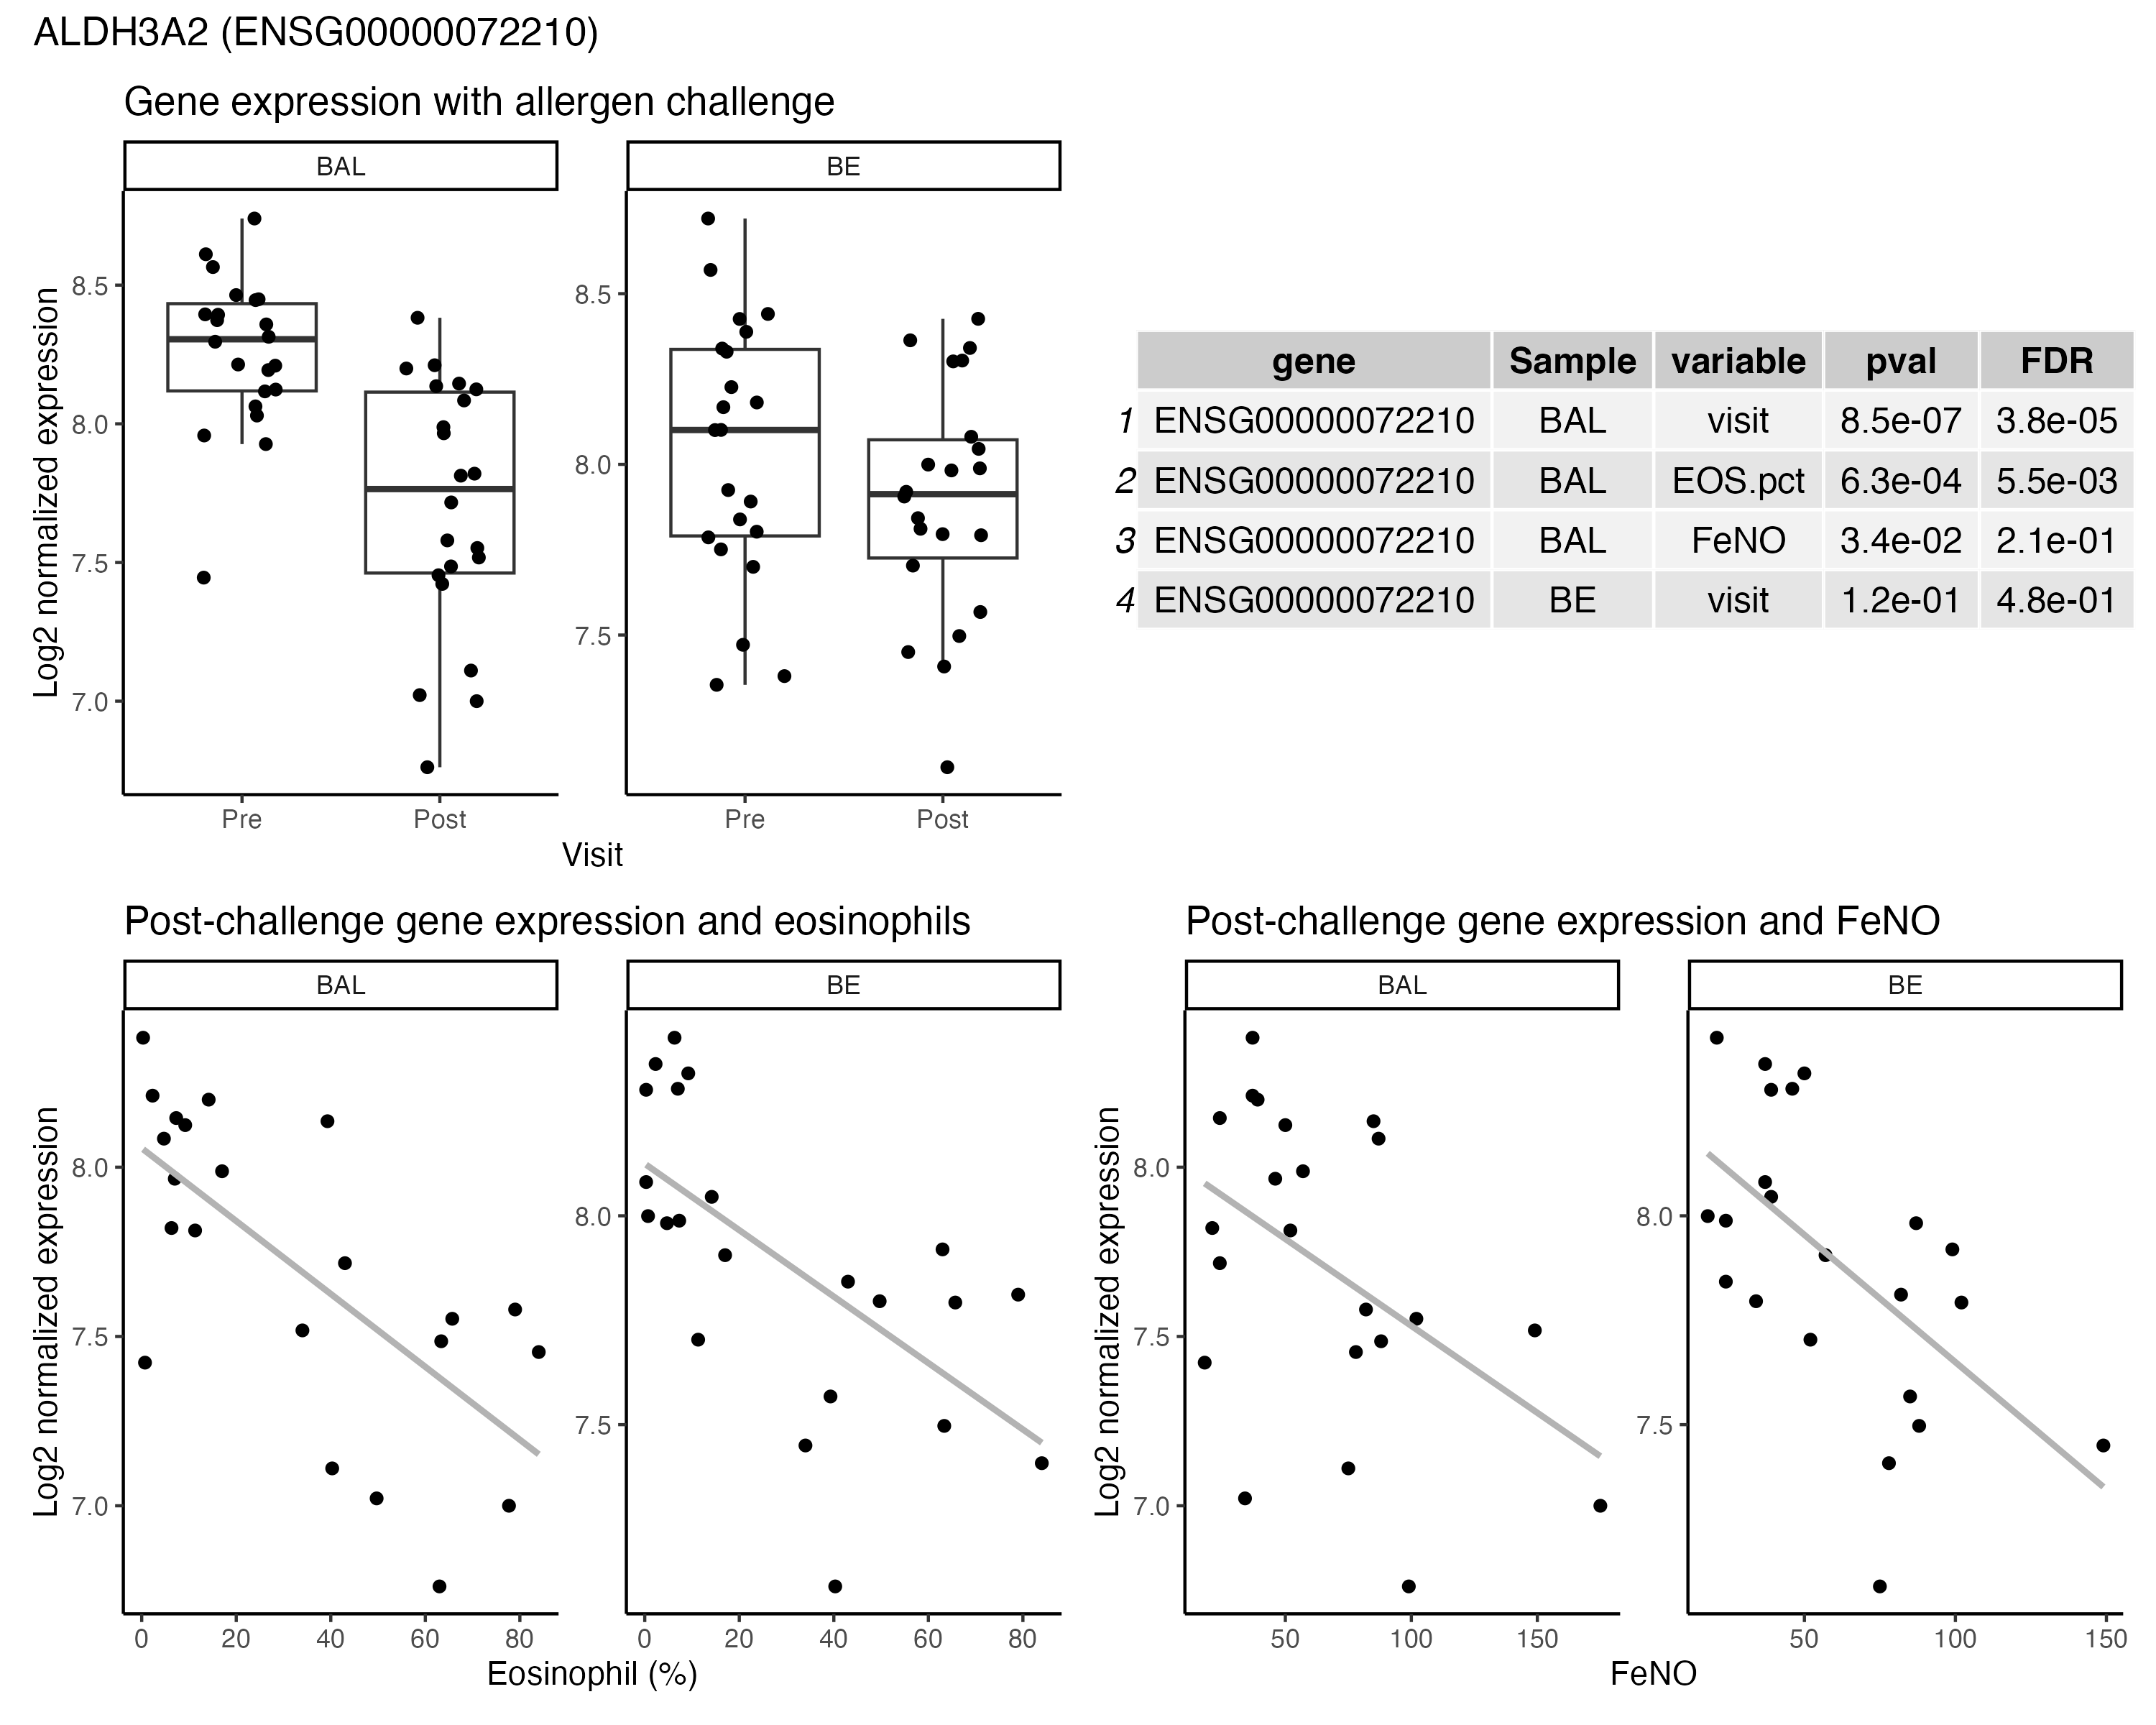 ALDH3A2 (ENSG00000072210)
Gene expression with allergen challenge
BAL
BE
Log2 normalized expression
8.5
8.0
7.5
7.0
8.5
8.0
7.5
Pre
Post
Pre
Post
Visit
gene Sample variable pval FDR
1 ENSG00000072210 BAL visit 8.5e-07 3.8e-05
2 ENSG00000072210 BAL EOS.pct 6.3e-04 5.5e-03
3 ENSG00000072210 BAL FeNO 3.4e-02 2.1e-01
4 ENSG00000072210 BE visit 1.2e-01 4.8e-01
Post-challenge gene expression and eosinophils
BAL
BE
Log2 normalized expression
8.0
7.5
7.0
8.0
7.5
0 20 40 60 80
0 20 40 60 80
Eosinophil (%)
Post-challenge gene expression and FeNO
BAL
BE
Log2 normalized expression
8.0
7.5
7.0
8.0
7.5
50 100 150
50 100 150
FeNO